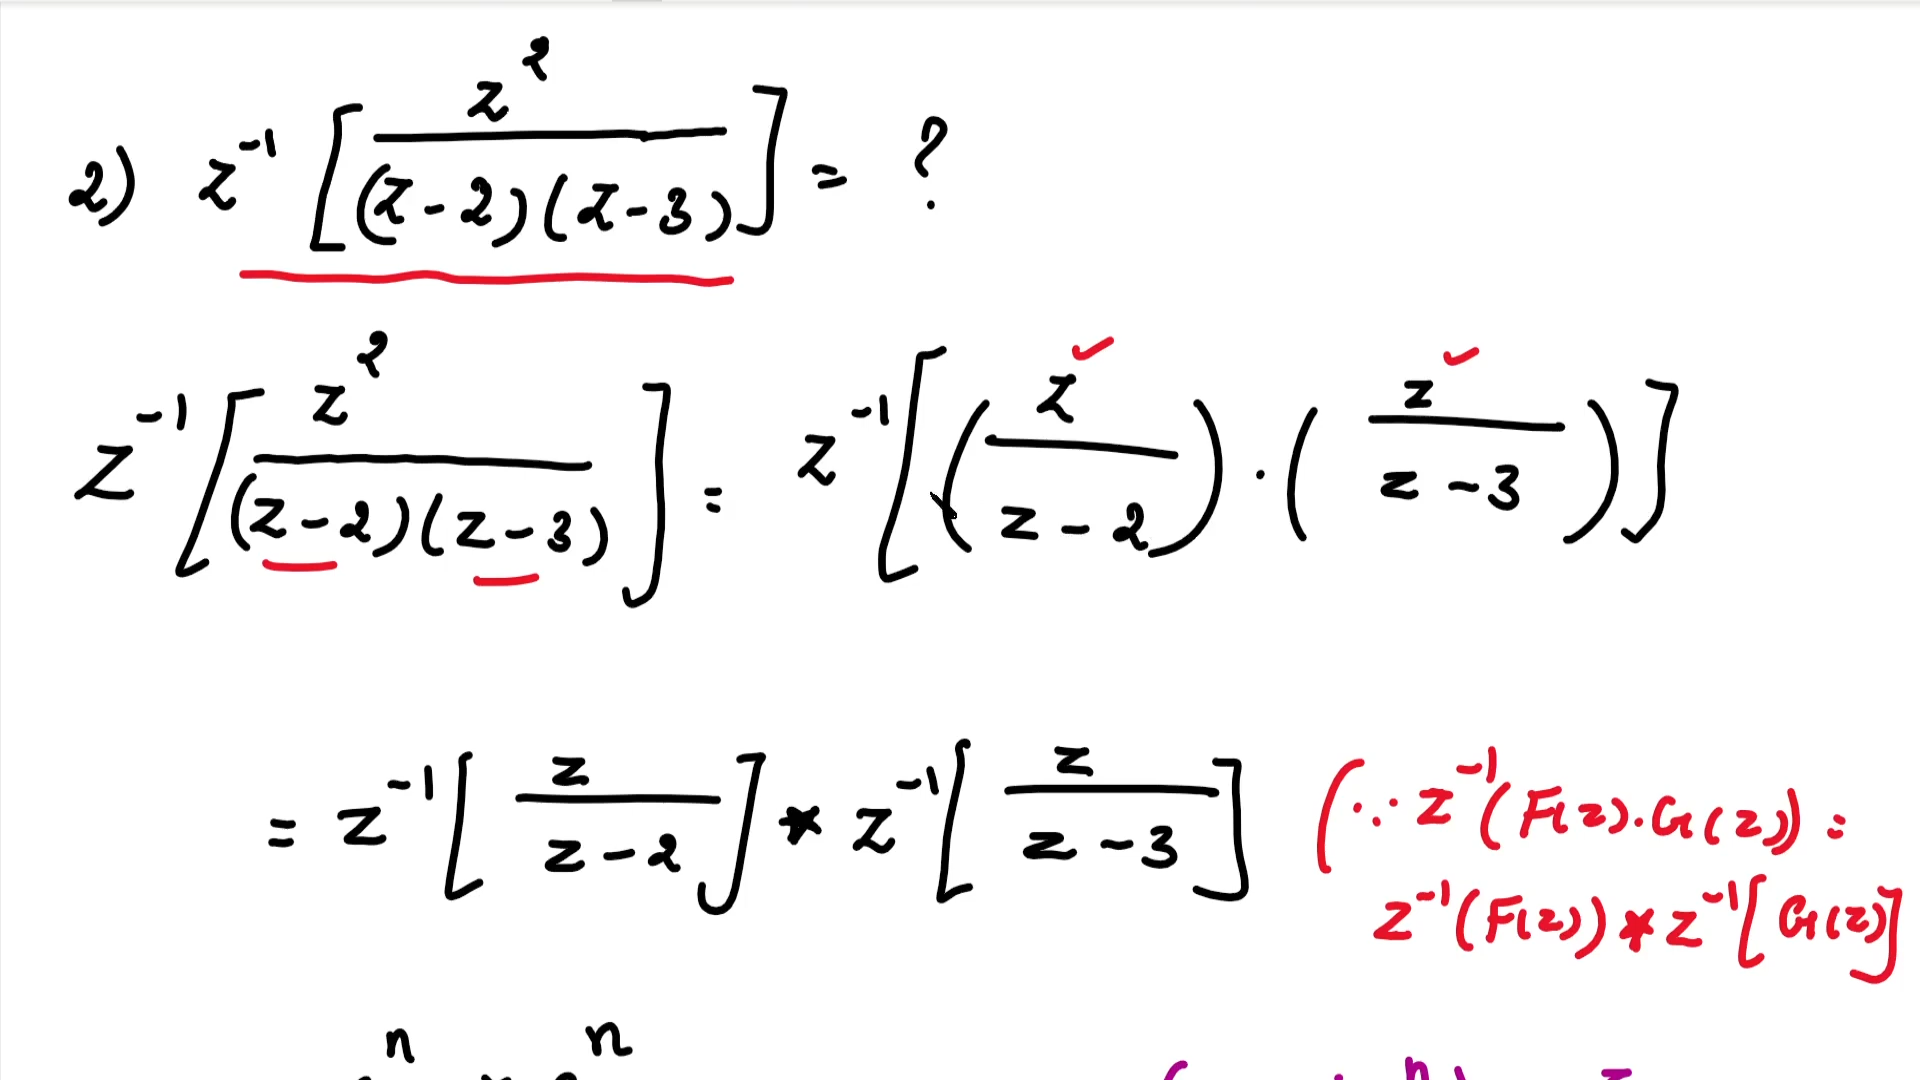 2) z⁻¹ [ z² / (z-2)(z-3) ] = ?
z⁻¹ [ z² / (z-2)(z-3) ] = z⁻¹ [ ( z / z-2 ) · ( z / z-3 ) ]
= z⁻¹ [ z / z-2 ] * z⁻¹ [ z / z-3 ] (∵ z⁻¹(F(z)·G(z)) =
z⁻¹(F(z)) * z⁻¹[G(z)]
n n